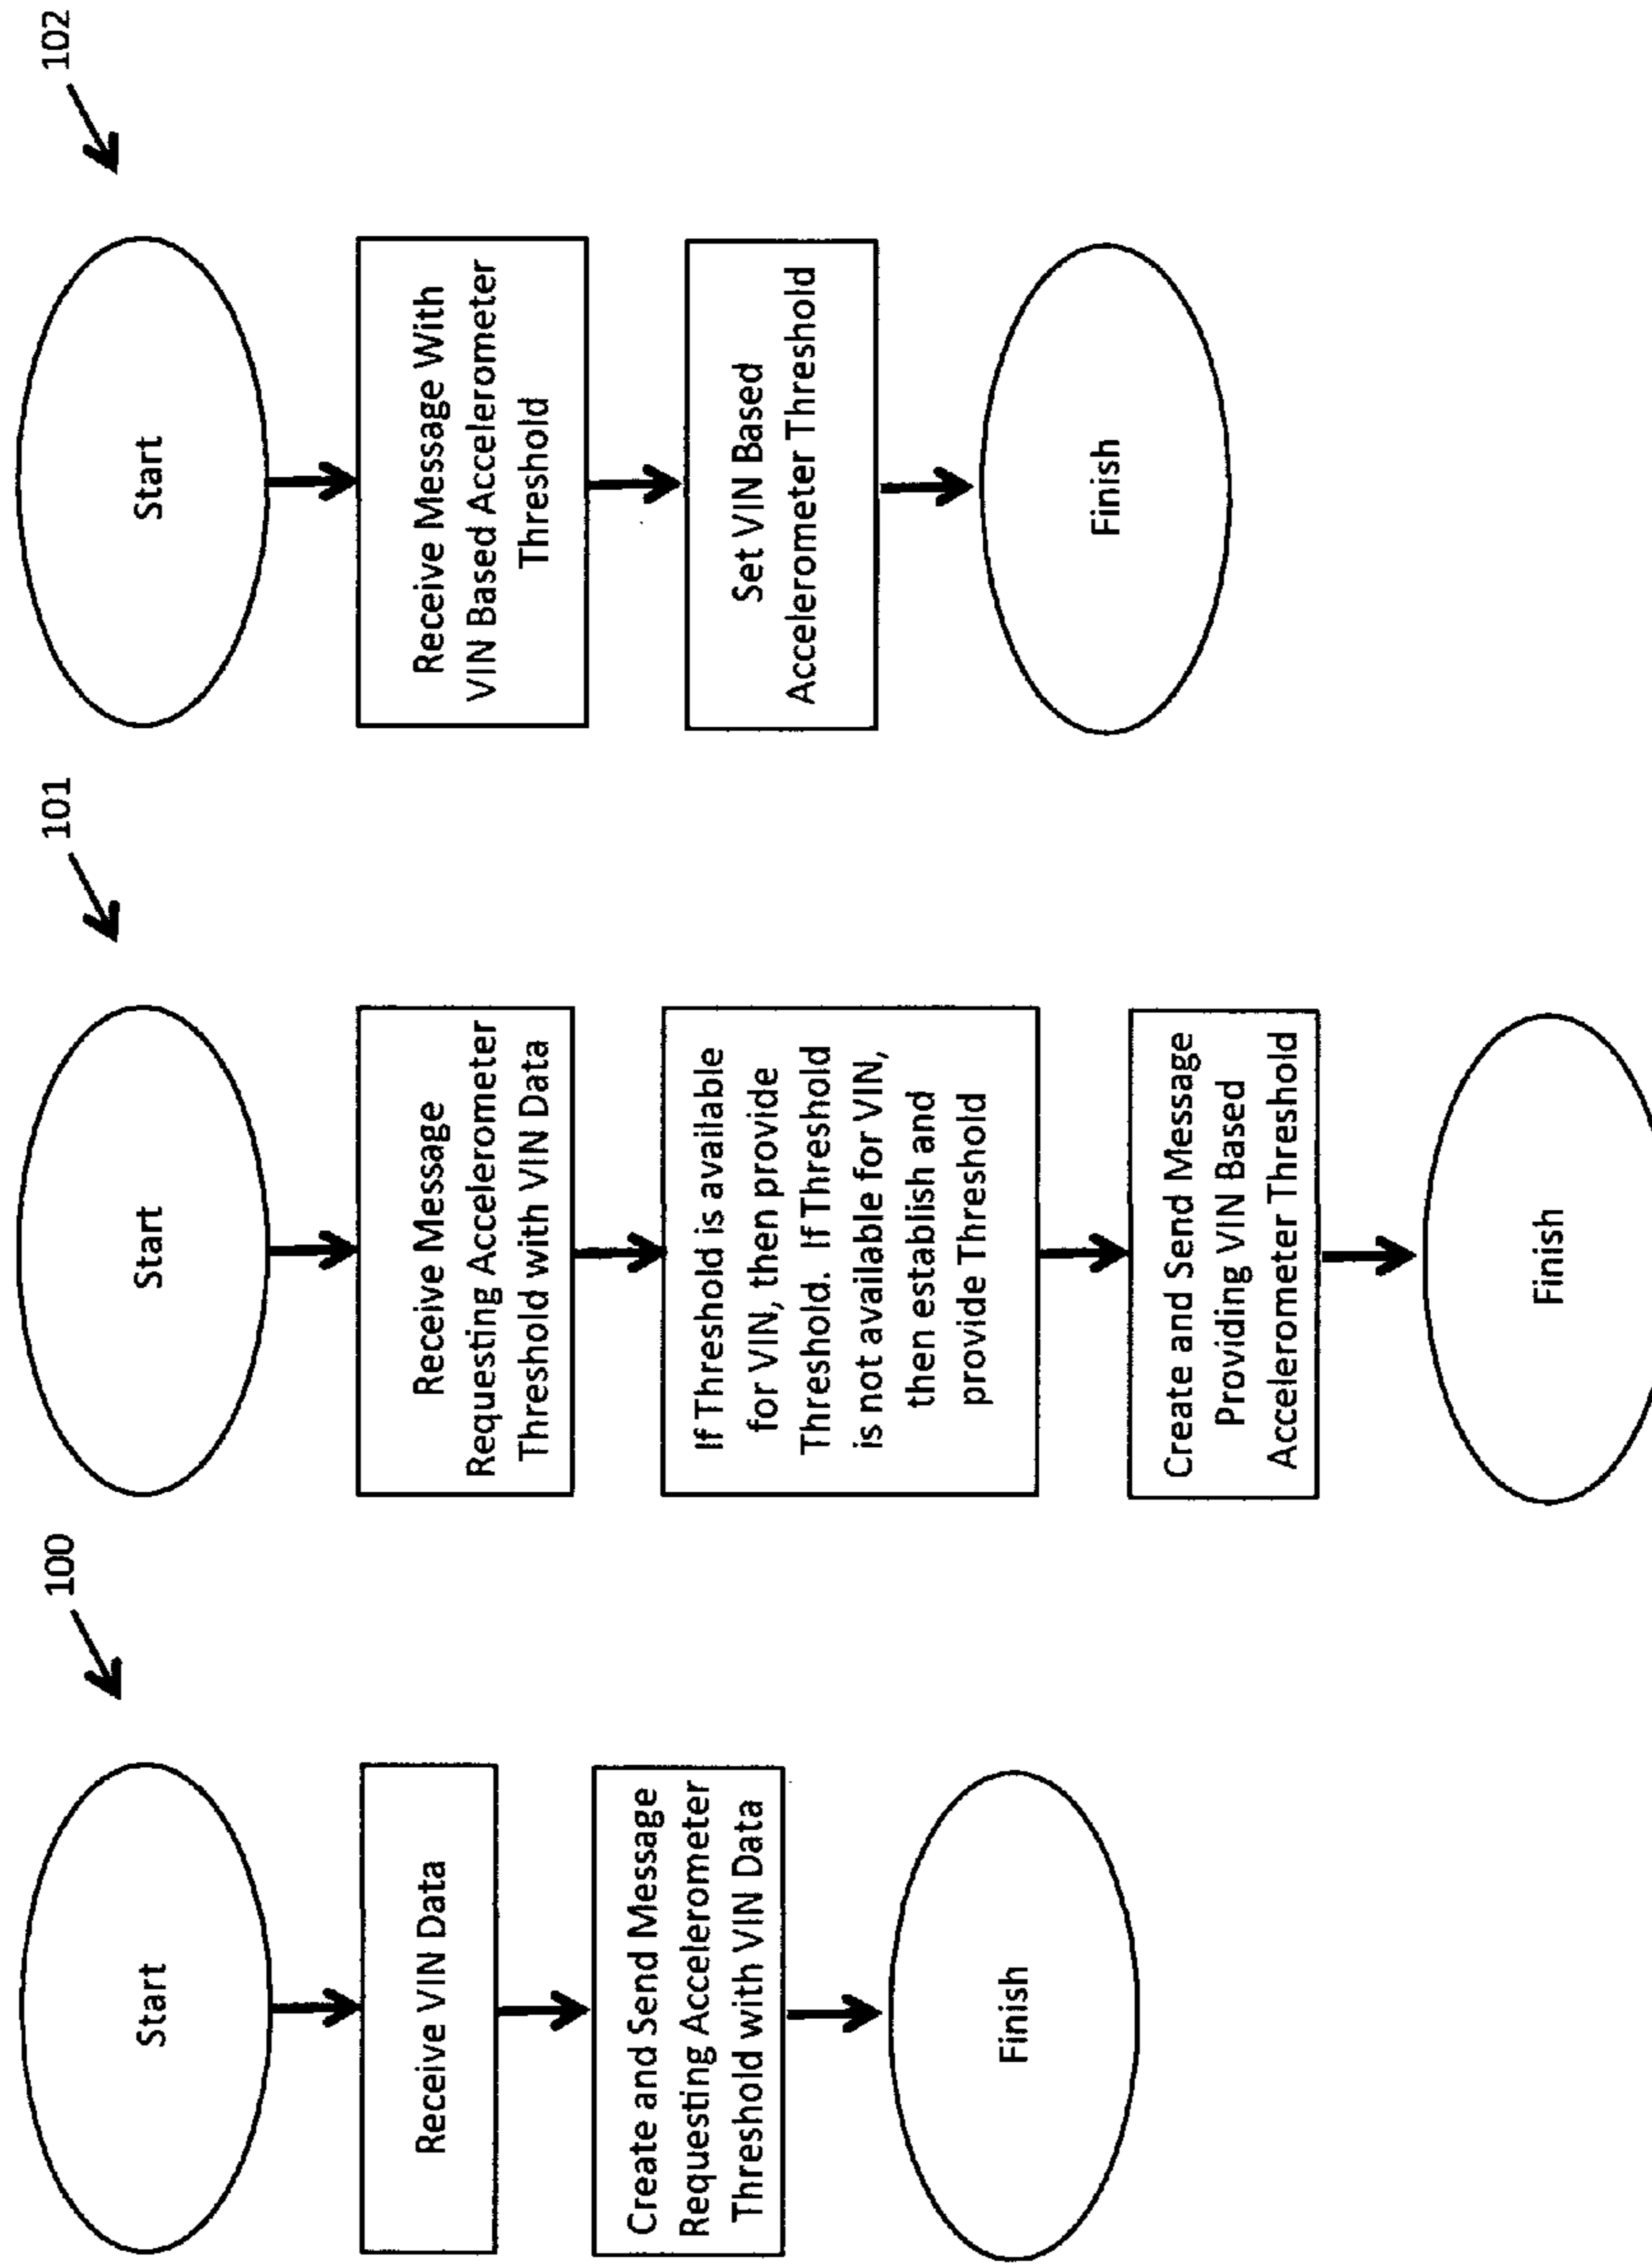 100
Start
Receive VIN Data
Create and Send Message
Requesting Accelerometer
Threshold with VIN Data
Finish
101
Start
Receive Message
Requesting Accelerometer
Threshold with VIN Data
If Threshold is available
for VIN, then provide
Threshold. If Threshold
is not available for VIN,
then establish and
provide Threshold
Create and Send Message
Providing VIN Based
Accelerometer Threshold
Finish
102
Start
Receive Message With
VIN Based Accelerometer
Threshold
Set VIN Based
Accelerometer Threshold
Finish